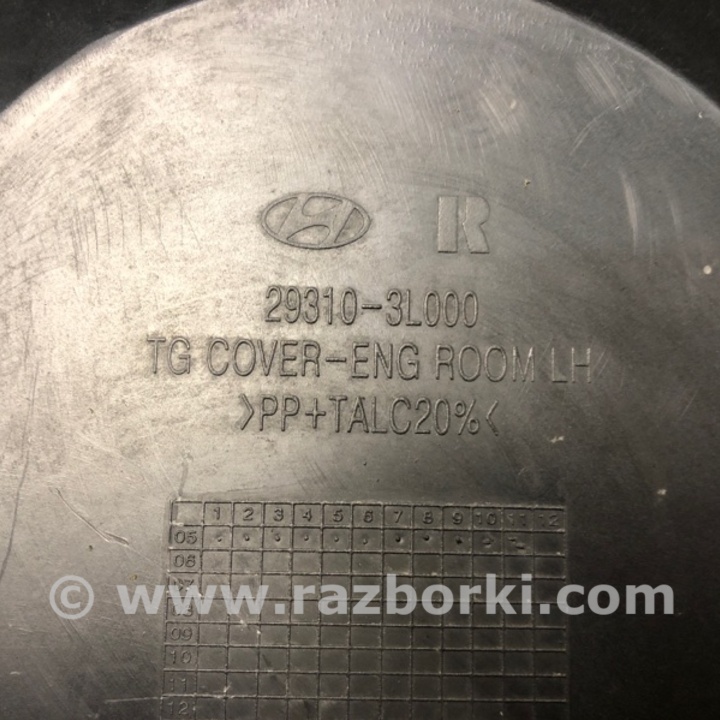 R
29310-3L000
TG COVER-ENG ROOM LH
>PP+TALC20%<
1 2 3 4 5 6 7 8 9 10 11 12
05
06
© www.razborki.com
09
10
11
12